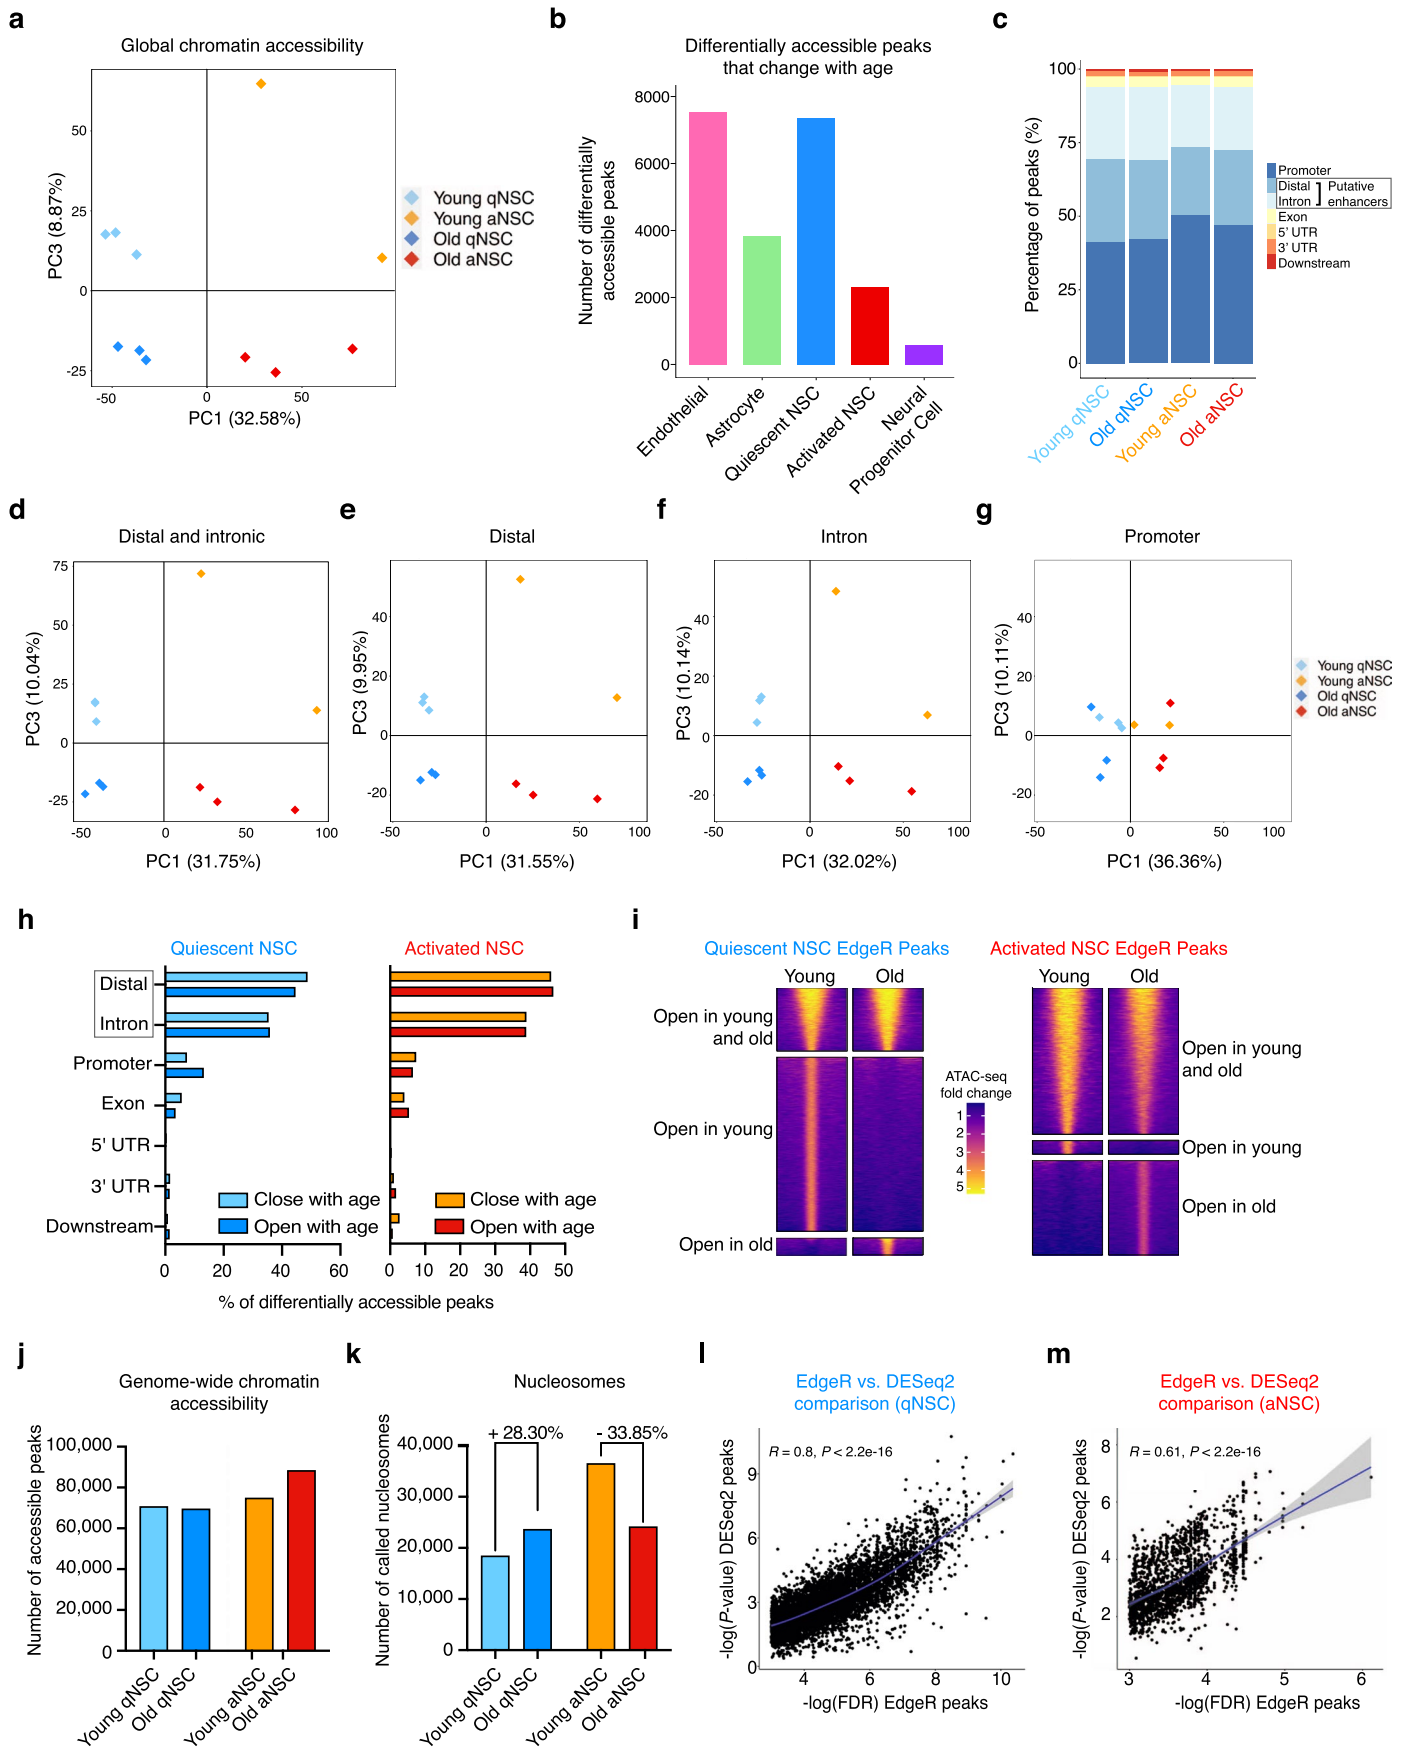 a
Global chromatin accessibility
PC3 (8.87%)
50
25
0
-25
-50
0
50
PC1 (32.58%)
Young qNSC
Young aNSC
Old qNSC
Old aNSC
b
Differentially accessible peaks
that change with age
Number of differentially
accessible peaks
8000
6000
4000
2000
0
Endothelial
Astrocyte
Quiescent NSC
Activated NSC
Neural
Progenitor Cell
c
Percentage of peaks (%)
100
75
50
25
0
Young qNSC
Old qNSC
Young aNSC
Old aNSC
Promoter
Distal
Intron
] Putative
enhancers
Exon
5' UTR
3' UTR
Downstream
d
Distal and intronic
PC3 (10.04%)
75
50
25
0
-25
-50
0
50
100
PC1 (31.75%)
e
Distal
PC3 (9.95%)
40
20
0
-20
-50
0
50
100
PC1 (31.55%)
f
Intron
PC3 (10.14%)
40
20
0
-20
-50
0
50
100
PC1 (32.02%)
g
Promoter
PC3 (10.11%)
40
20
0
-20
-50
0
50
100
PC1 (36.36%)
Young qNSC
Young aNSC
Old qNSC
Old aNSC
h
Quiescent NSC
Activated NSC
Distal
Intron
Promoter
Exon
5' UTR
3' UTR
Downstream
Close with age
Open with age
Close with age
Open with age
0 20 40 60
0 10 20 30 40 50
% of differentially accessible peaks
i
Quiescent NSC EdgeR Peaks
Young Old
Open in young
and old
Open in young
Open in old
ATAC-seq
fold change
1
2
3
4
5
Activated NSC EdgeR Peaks
Young Old
Open in young
and old
Open in young
Open in old
j
Genome-wide chromatin
accessibility
Number of accessible peaks
100,000
80,000
60,000
40,000
20,000
0
Young qNSC
Old qNSC
Young aNSC
Old aNSC
k
Nucleosomes
Number of called nucleosomes
40,000
30,000
20,000
10,000
0
+ 28.30%
- 33.85%
Young qNSC
Old qNSC
Young aNSC
Old aNSC
l
EdgeR vs. DESeq2
comparison (qNSC)
R = 0.8, P < 2.2e-16
-log(P-value) DESeq2 peaks
9
6
3
0
4 6 8 10
-log(FDR) EdgeR peaks
m
EdgeR vs. DESeq2
comparison (aNSC)
R = 0.61, P < 2.2e-16
-log(P-value) DESeq2 peaks
8
6
4
2
3 4 5 6
-log(FDR) EdgeR peaks